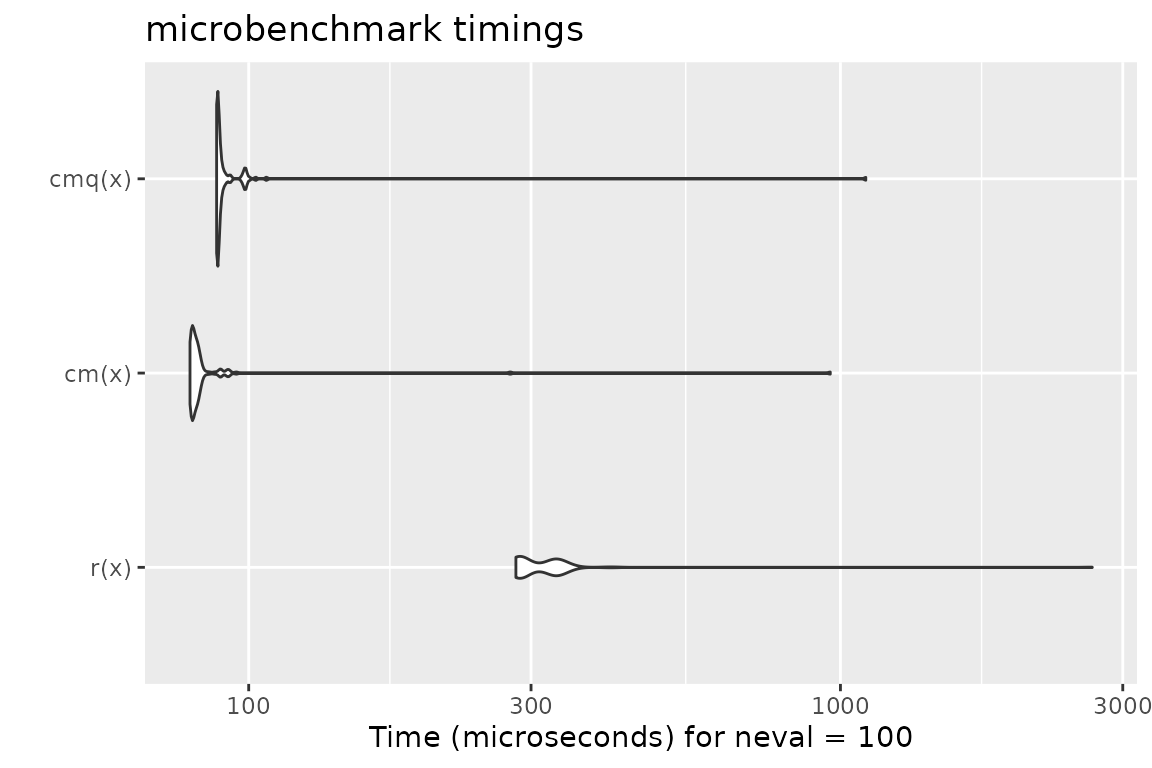 microbenchmark timings
cmq(x)
cm(x)
r(x)
100 300 1000 3000
Time (microseconds) for neval = 100